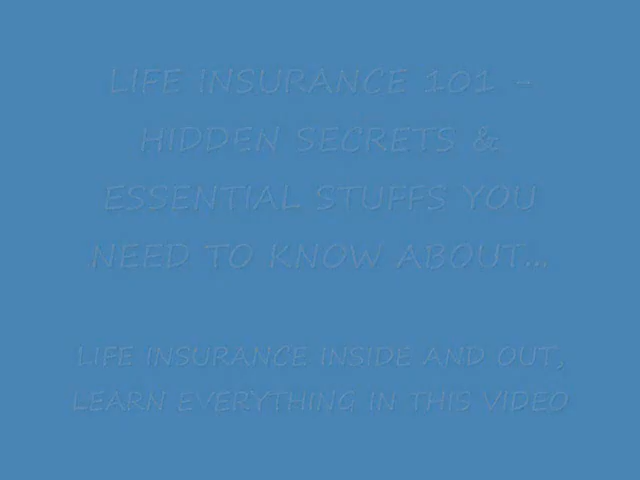 LIFE INSURANCE 101 -
HIDDEN SECRETS &
ESSENTIAL STUFFS YOU
NEED TO KNOW ABOUT...
LIFE INSURANCE INSIDE AND OUT,
LEARN EVERYTHING IN THIS VIDEO